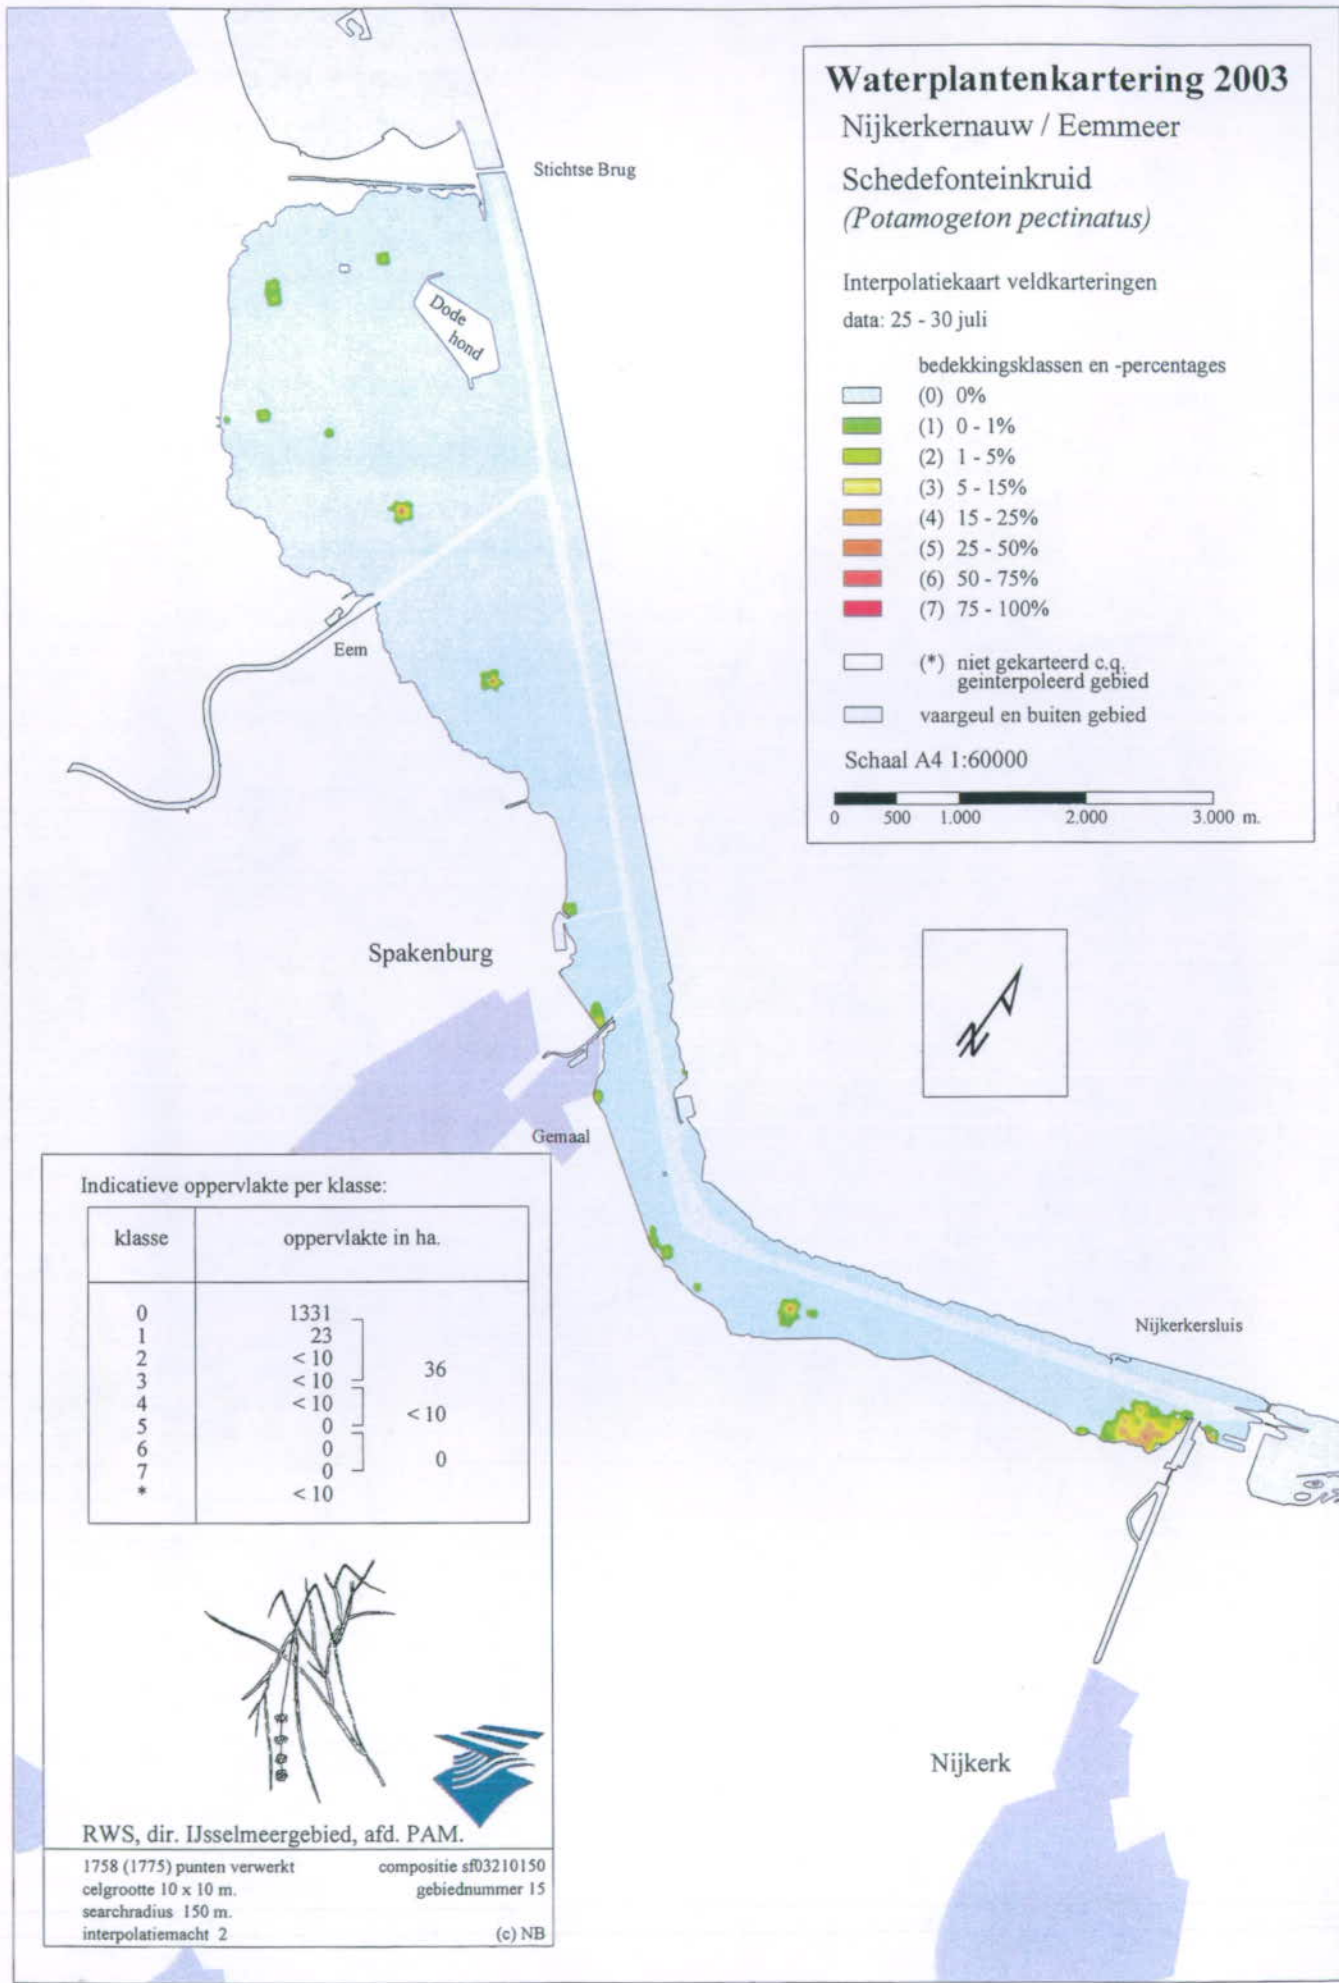 Waterplantenkartering 2003
Nijkerkernauw / Eemmeer
Schedefonteinkruid
(Potamogeton pectinatus)
Interpolatiekaart veldkarteringen
data: 25 - 30 juli
bedekkingsklassen en -percentages
(0) 0%
(1) 0 - 1%
(2) 1 - 5%
(3) 5 - 15%
(4) 15 - 25%
(5) 25 - 50%
(6) 50 - 75%
(7) 75 - 100%
(*) niet gekarteerd c.q.
geinterpoleerd gebied
vaargeul en buiten gebied
Schaal A4 1:60000
0 500 1.000 2.000 3.000 m.
Stichtse Brug
Dode
hond
Eem
Spakenburg
N
Gemaal
Nijkerkersluis
Nijkerk
Indicatieve oppervlakte per klasse:
klasse oppervlakte in ha.
0 1331
1 23
2 < 10 36
3 < 10
4 < 10 < 10
5 0
6 0 0
7 0
* < 10
RWS, dir. IJsselmeergebied, afd. PAM.
1758 (1775) punten verwerkt compositie sf03210150
celgrootte 10 x 10 m. gebiednummer 15
searchradius 150 m.
interpolatiemacht 2 (c) NB